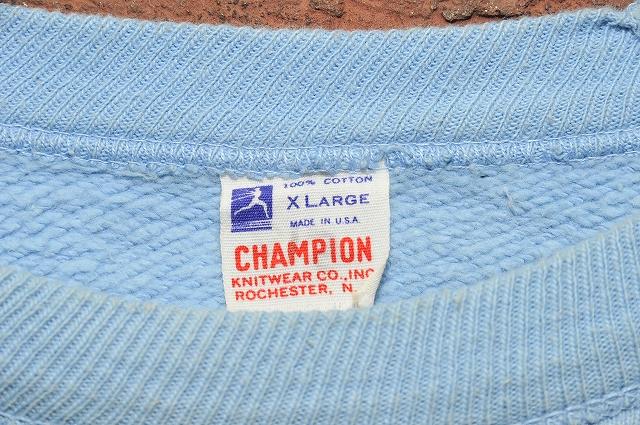 100% COTTON
X LARGE
MADE IN U.S.A.
CHAMPION
KNITWEAR CO., INC
ROCHESTER, N.